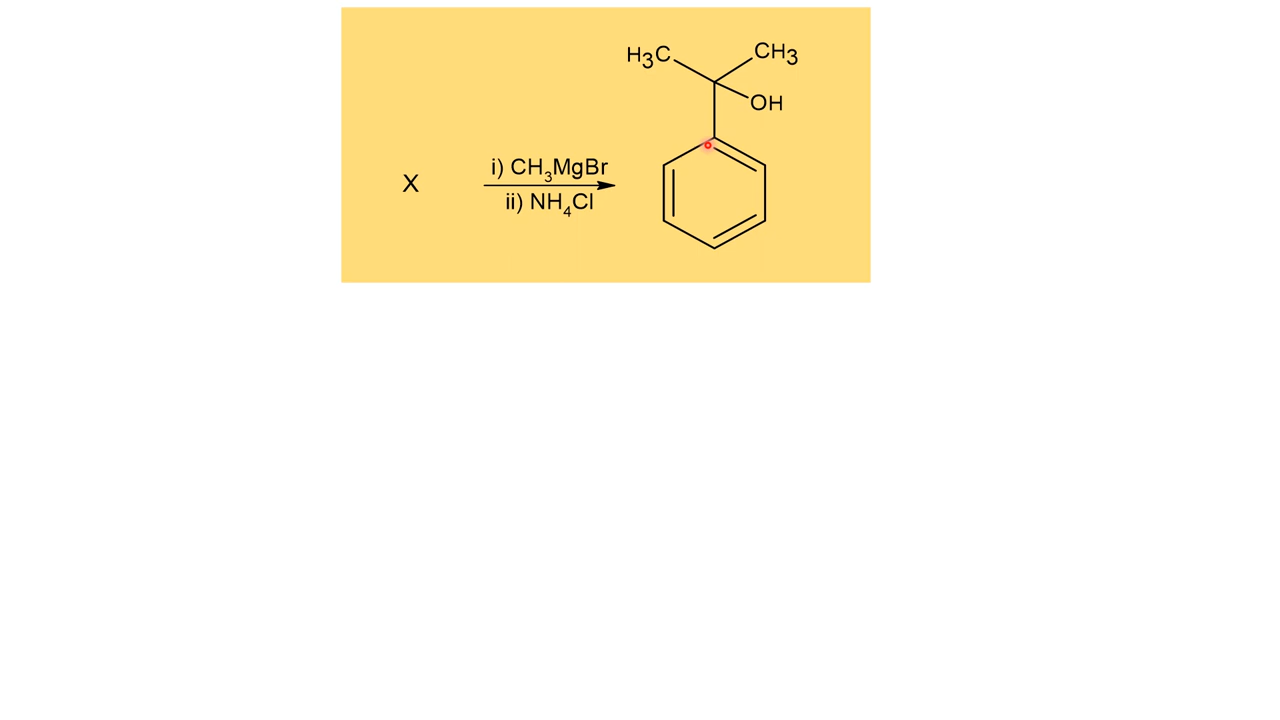 H₃C CH₃
OH
X i) CH₃MgBr
ii) NH₄Cl